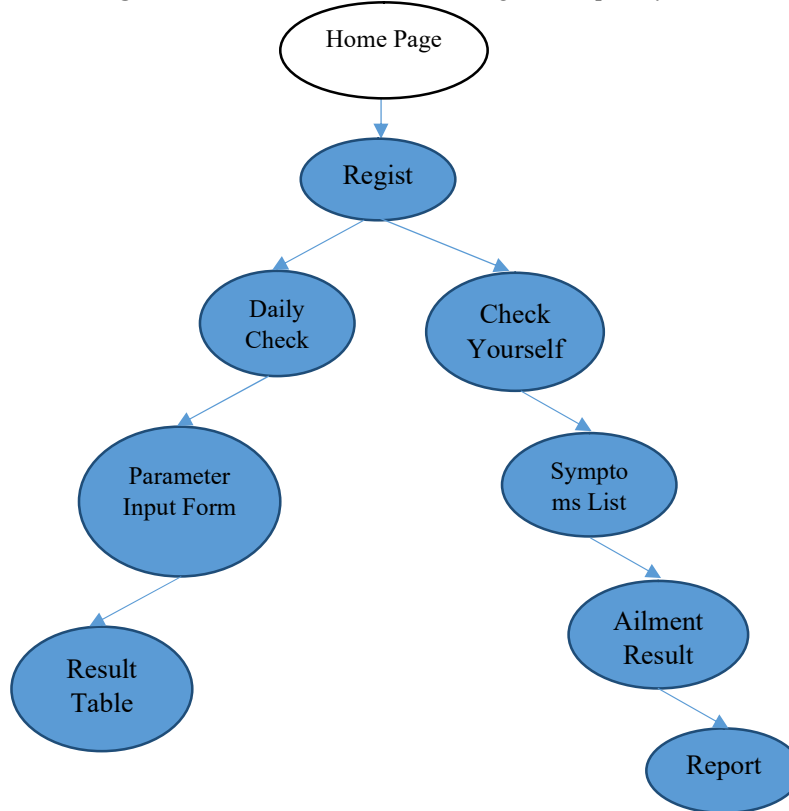 Home Page
Regist
Daily
Check
Check
Yourself
Parameter
Input Form
Sympto
ms List
Ailment
Result
Result
Table
Report